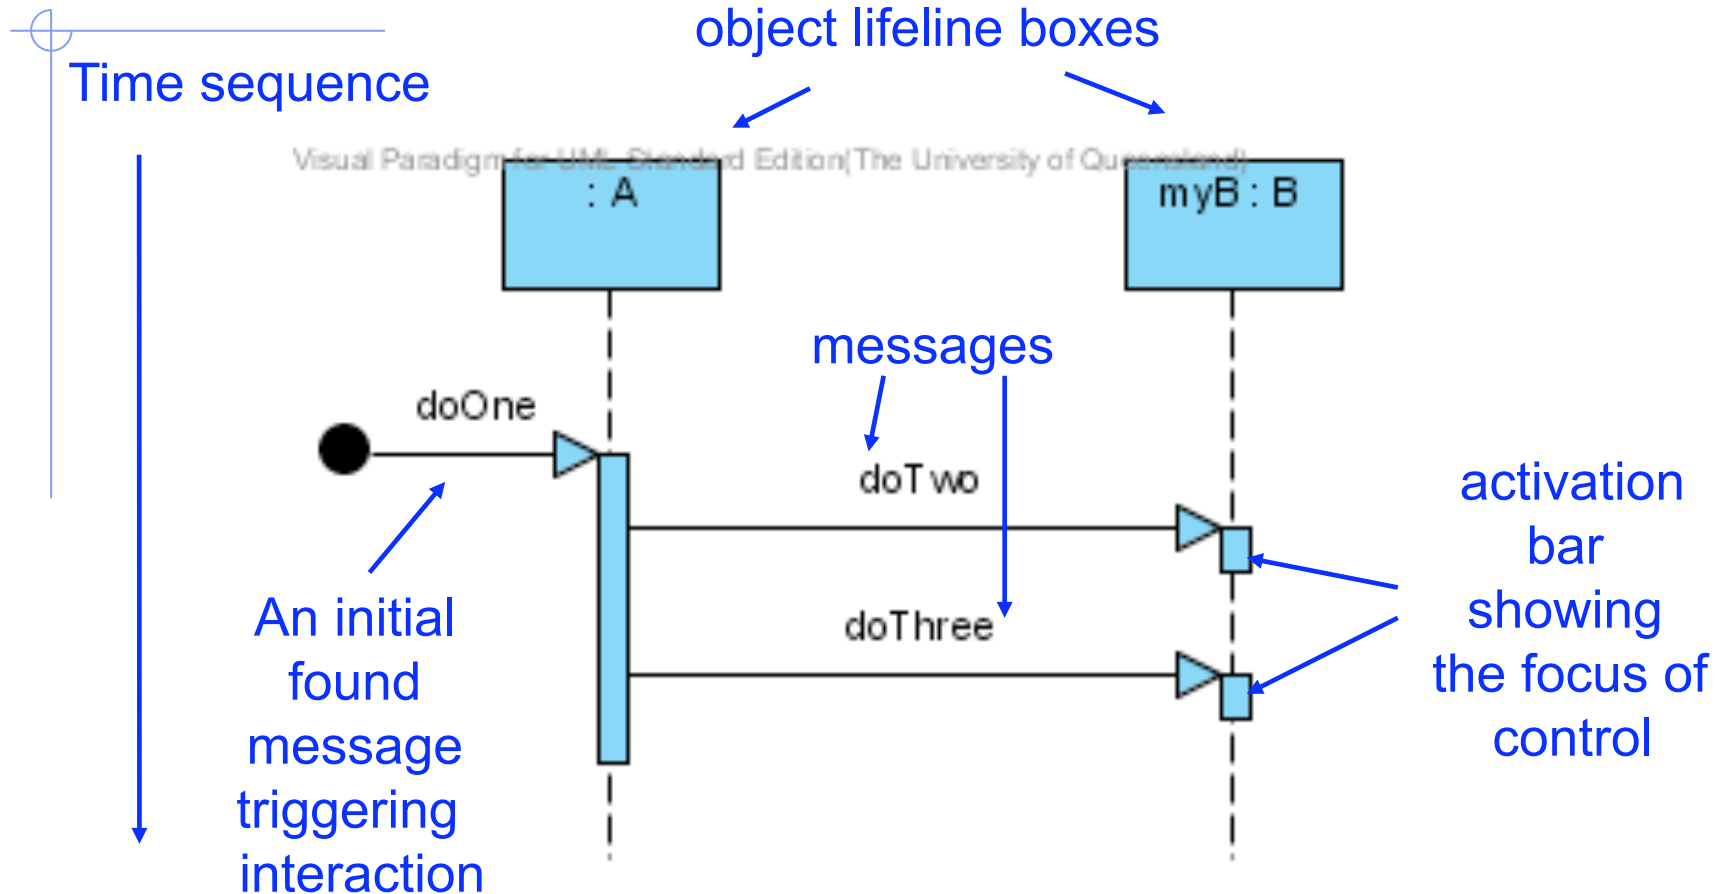 object lifeline boxes
Time sequence
Visual Paradigm for UML Standard Edition(The University of Queensland)
: A
myB : B
messages
doOne
doTwo
doThree
An initial
found
message
triggering
interaction
activation
bar
showing
the focus of
control